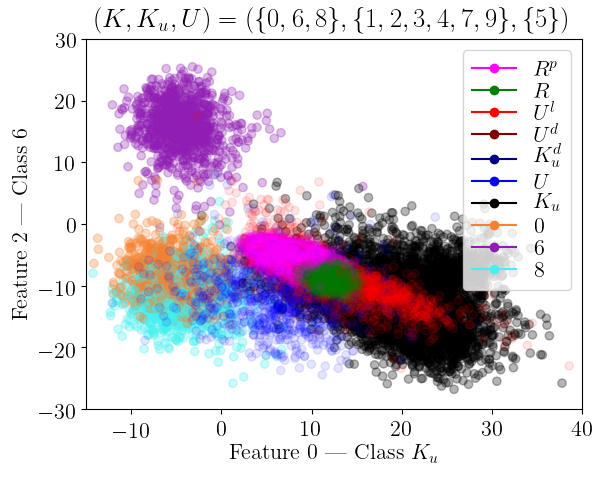 (K, K_u, U) = ({0, 6, 8}, {1, 2, 3, 4, 7, 9}, {5})
30
20
10
0
−10
−20
−30
−10
0
10
20
30
40
Feature 2 — Class 6
Feature 0 — Class K_u
R^p
R
U^l
U^d
K_u^d
U
K_u
0
6
8